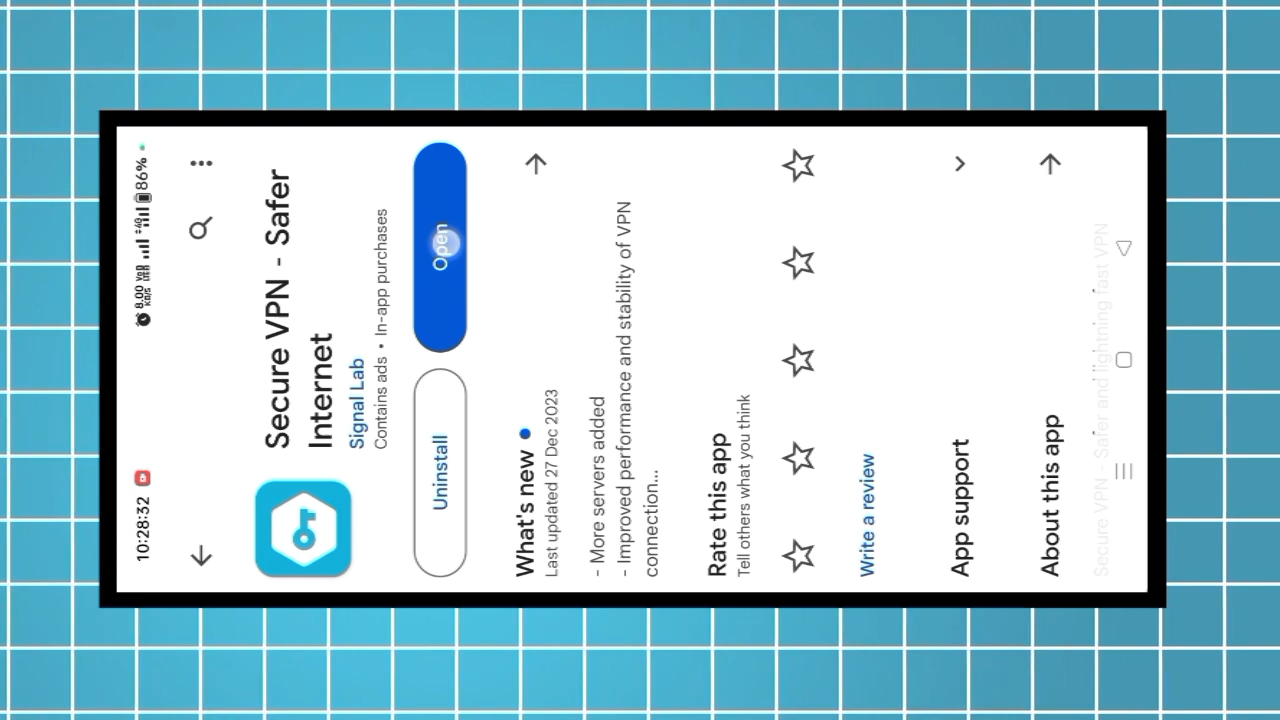 10:28:32
8.00 KB/S
4G
86%
Secure VPN - Safer
Internet
Signal Lab
Contains ads • In-app purchases
Uninstall
Open
What's new
Last updated 27 Dec 2023
- More servers added
- Improved performance and stability of VPN
connection...
Rate this app
Tell others what you think
Write a review
App support
About this app
Secure VPN - Safer and lightning fast VPN